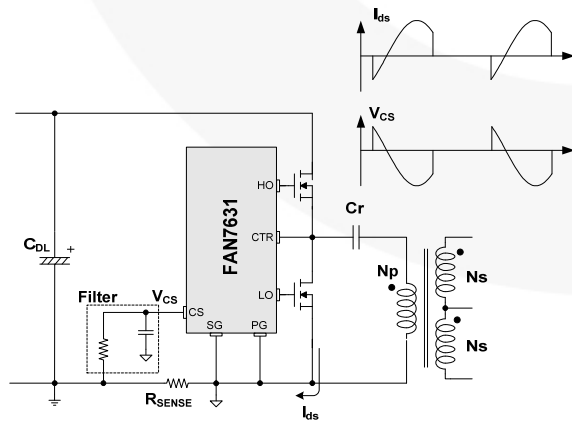 Ids
VCS
HO
CDL
+
FAN7631
CTR
Cr
Np
Ns
LO
Filter
VCS
CS
SG
PG
Ns
RSENSE
Ids